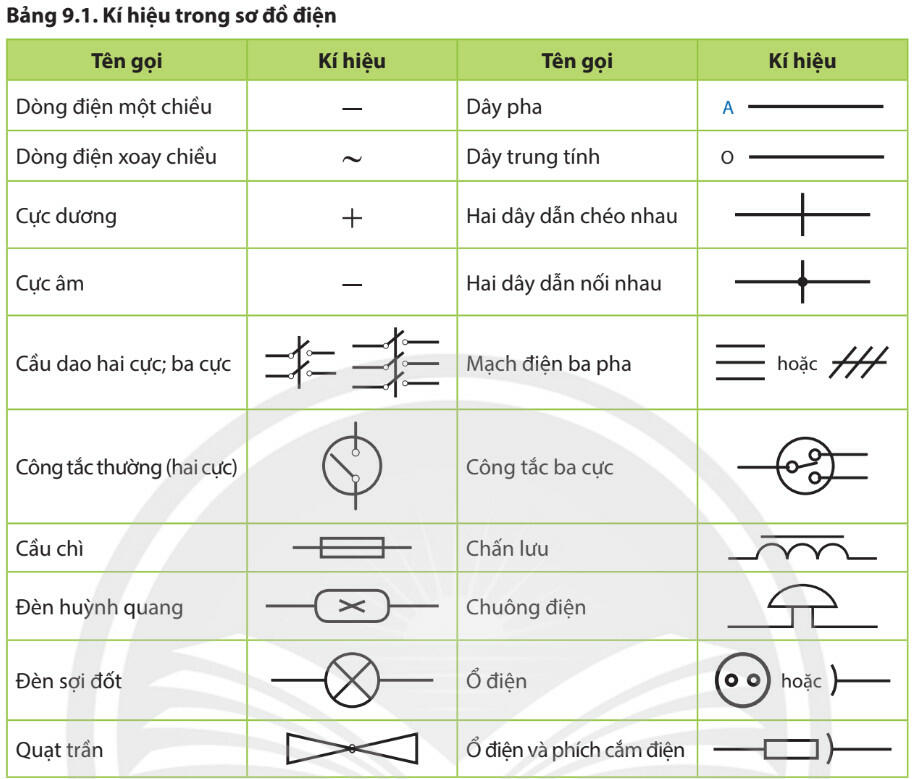 Bảng 9.1. Kí hiệu trong sơ đồ điện
Tên gọi Kí hiệu Tên gọi Kí hiệu
Dòng điện một chiều — Dây pha A
Dòng điện xoay chiều ~ Dây trung tính O
Cực dương + Hai dây dẫn chéo nhau
Cực âm — Hai dây dẫn nối nhau
Cầu dao hai cực; ba cực Mạch điện ba pha hoặc
Công tắc thường (hai cực) Công tắc ba cực
Cầu chì Chấn lưu
Đèn huỳnh quang Chuông điện
Đèn sợi đốt Ổ điện hoặc
Quạt trần Ổ điện và phích cắm điện